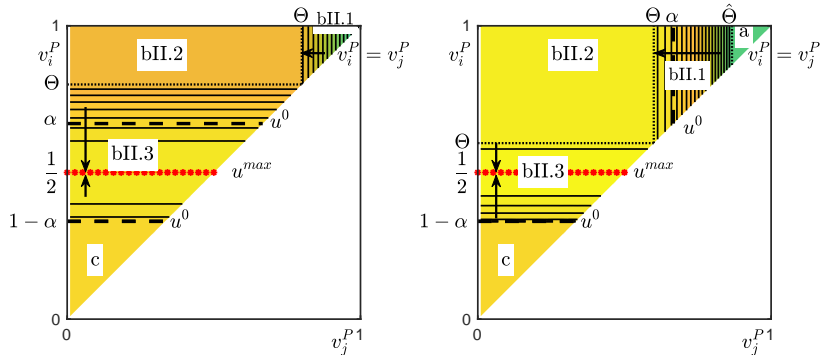 1 Θ bII.1
v_i^P bII.2 v_i^P = v_j^P
Θ
α u^0
bII.3
1/2 u^{max}
1 − α u^0
c
0
0 v_j^P 1
1 Θ α Θ̂
a
v_i^P bII.2 v_i^P = v_j^P
bII.1
u^0
Θ
1/2 bII.3 u^{max}
1 − α u^0
c
0
0 v_j^P 1